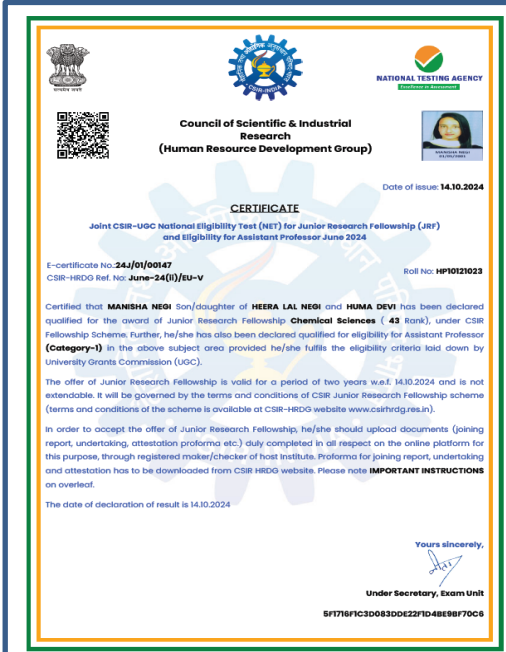 सत्यमेव जयते
CSIR-INDIA
NATIONAL TESTING AGENCY
Excellence in Assessment
Council of Scientific & Industrial
Research
(Human Resource Development Group)
MANISHA NEGI
Date of issue: 14.10.2024
CERTIFICATE
Joint CSIR-UGC National Eligibility Test (NET) for Junior Research Fellowship (JRF)
and Eligibility for Assistant Professor June 2024
E-certificate No.:24J/01/00147
CSIR-HRDG Ref. No: June-24(ii)/EU-V
Roll No: HP10121023
Certified that MANISHA NEGI Son/daughter of HEERA LAL NEGI and HUMA DEVI has been declared
qualified for the award of Junior Research Fellowship Chemical Sciences ( 43 Rank), under CSIR
Fellowship Scheme. Further, he/she has also been declared qualified for eligibility for Assistant Professor
(Category-1) in the above subject area provided he/she fulfils the eligibility criteria laid down by
University Grants Commission (UGC).
The offer of Junior Research Fellowship is valid for a period of two years w.e.f. 14.10.2024 and is not
extendable. It will be governed by the terms and conditions of CSIR Junior Research Fellowship scheme
(terms and conditions of the scheme is available at CSIR-HRDG website www.csirhrdg.res.in).
In order to accept the offer of Junior Research Fellowship, he/she should upload documents (joining
report, undertaking, attestation proforma etc.) duly completed in all respect on the online platform for
this purpose, through registered maker/checker of host Institute. Proforma for joining report, undertaking
and attestation has to be downloaded from CSIR HRDG website. Please note IMPORTANT INSTRUCTIONS
on overleaf.
The date of declaration of result is 14.10.2024
Yours sincerely,
Under Secretary, Exam Unit
5F1716F1C3D083DDE22F1D4BE9BF70C6